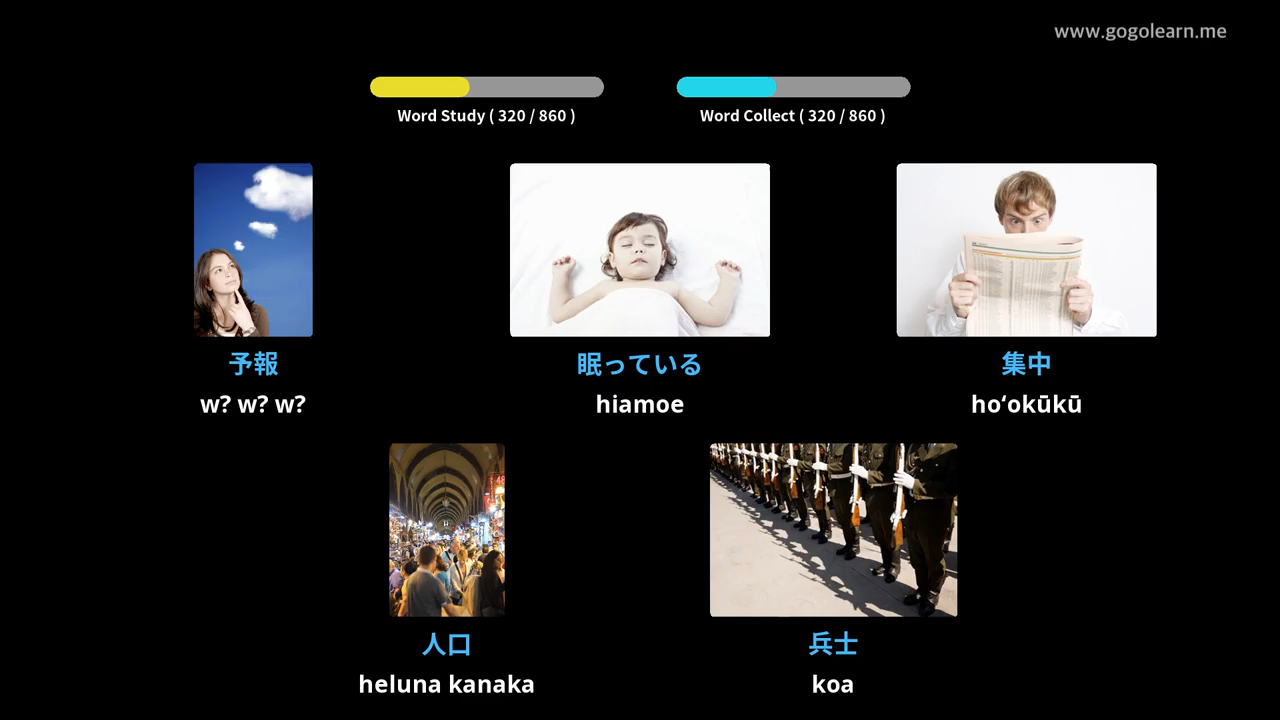 www.gogolearn.me
Word Study ( 320 / 860 )
Word Collect ( 320 / 860 )
予報
w? w? w?
眠っている
hiamoe
集中
hoʻokūkū
人口
heluna kanaka
兵士
koa